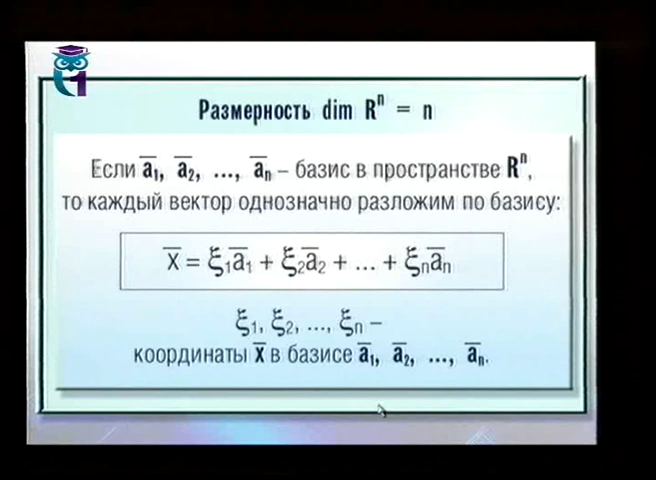 1
Размерность dim Rⁿ = n
Если a̅₁, a̅₂, ..., a̅ₙ – базис в пространстве Rⁿ,
то каждый вектор однозначно разложим по базису:
x̅ = ξ₁a̅₁ + ξ₂a̅₂ + ... + ξₙa̅ₙ
ξ₁, ξ₂, ..., ξₙ –
координаты x̅ в базисе a̅₁, a̅₂, ..., a̅ₙ.